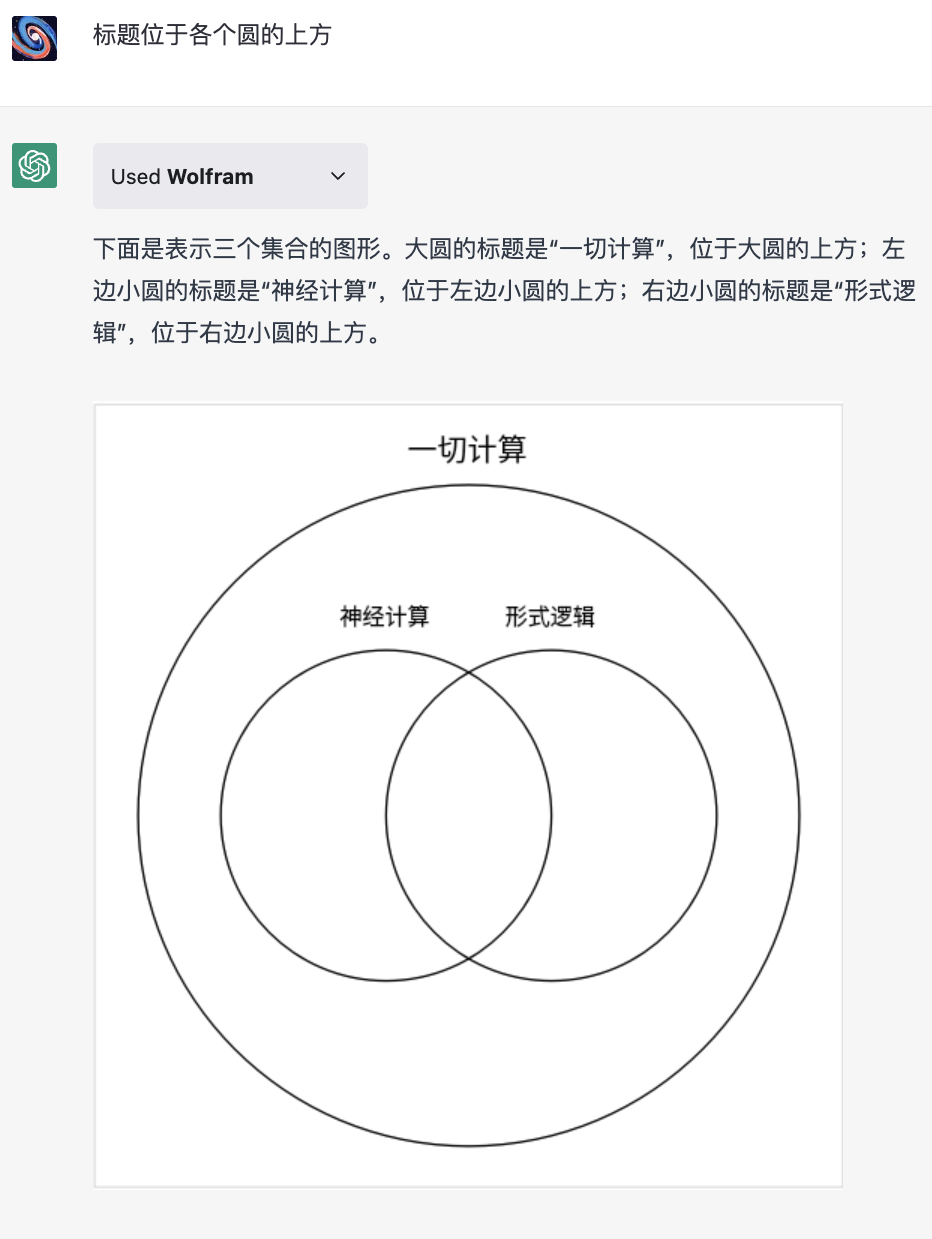 标题位于各个圆的上方
Used Wolfram
下面是表示三个集合的图形。大圆的标题是“一切计算”，位于大圆的上方；左
边小圆的标题是“神经计算”，位于左边小圆的上方；右边小圆的标题是“形式逻
辑”，位于右边小圆的上方。
一切计算
神经计算
形式逻辑